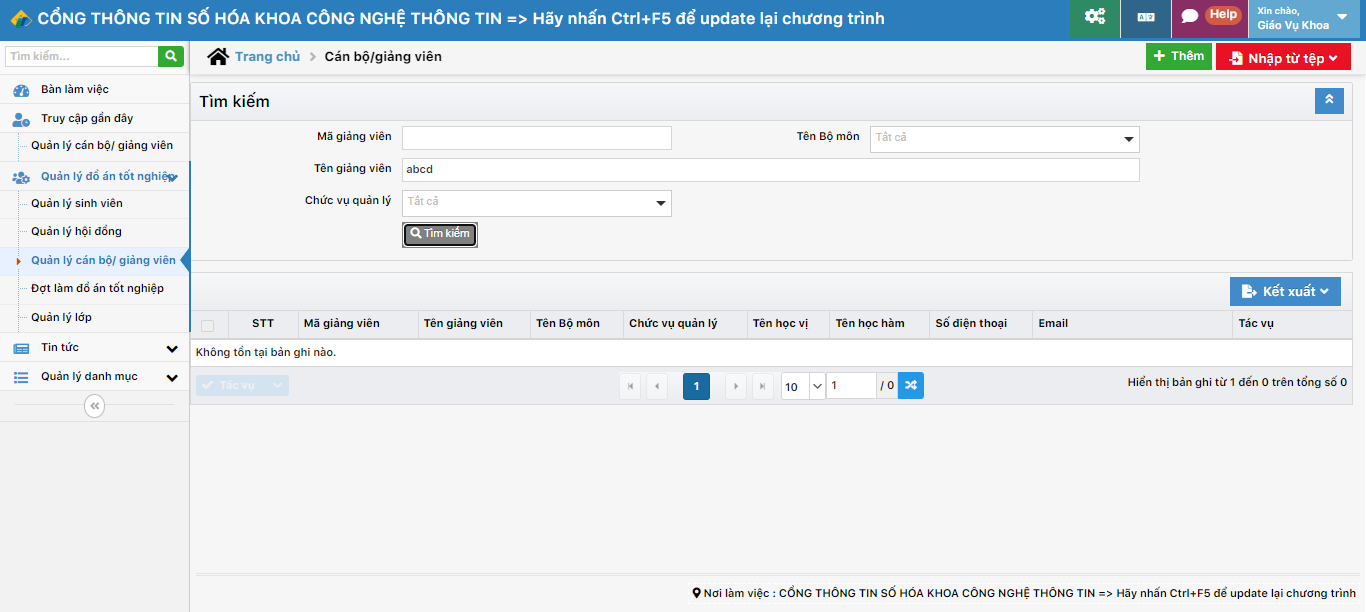 CỔNG THÔNG TIN SỐ HÓA KHOA CÔNG NGHỆ THÔNG TIN => Hãy nhấn Ctrl+F5 để update lại chương trình
Help
Xin chào,
Giáo Vụ Khoa
Tìm kiếm...
Trang chủ > Cán bộ/giảng viên
Thêm
Nhập từ tệp
Bàn làm việc
Truy cập gần đây
Quản lý cán bộ/ giảng viên
Quản lý đồ án tốt nghiệp
Quản lý sinh viên
Quản lý hội đồng
Quản lý cán bộ/ giảng viên
Đợt làm đồ án tốt nghiệp
Quản lý lớp
Tin tức
Quản lý danh mục
Tìm kiếm
Mã giảng viên
Tên Bộ môn Tất cả
Tên giảng viên abcd
Chức vụ quản lý Tất cả
Tìm kiếm
Kết xuất
STT Mã giảng viên Tên giảng viên Tên Bộ môn Chức vụ quản lý Tên học vị Tên học hàm Số điện thoại Email Tác vụ
Không tồn tại bản ghi nào.
Tác vụ 1 10 1 / 0 Hiển thị bản ghi từ 1 đến 0 trên tổng số 0
Nơi làm việc : CỔNG THÔNG TIN SỐ HÓA KHOA CÔNG NGHỆ THÔNG TIN => Hãy nhấn Ctrl+F5 để update lại chương trình